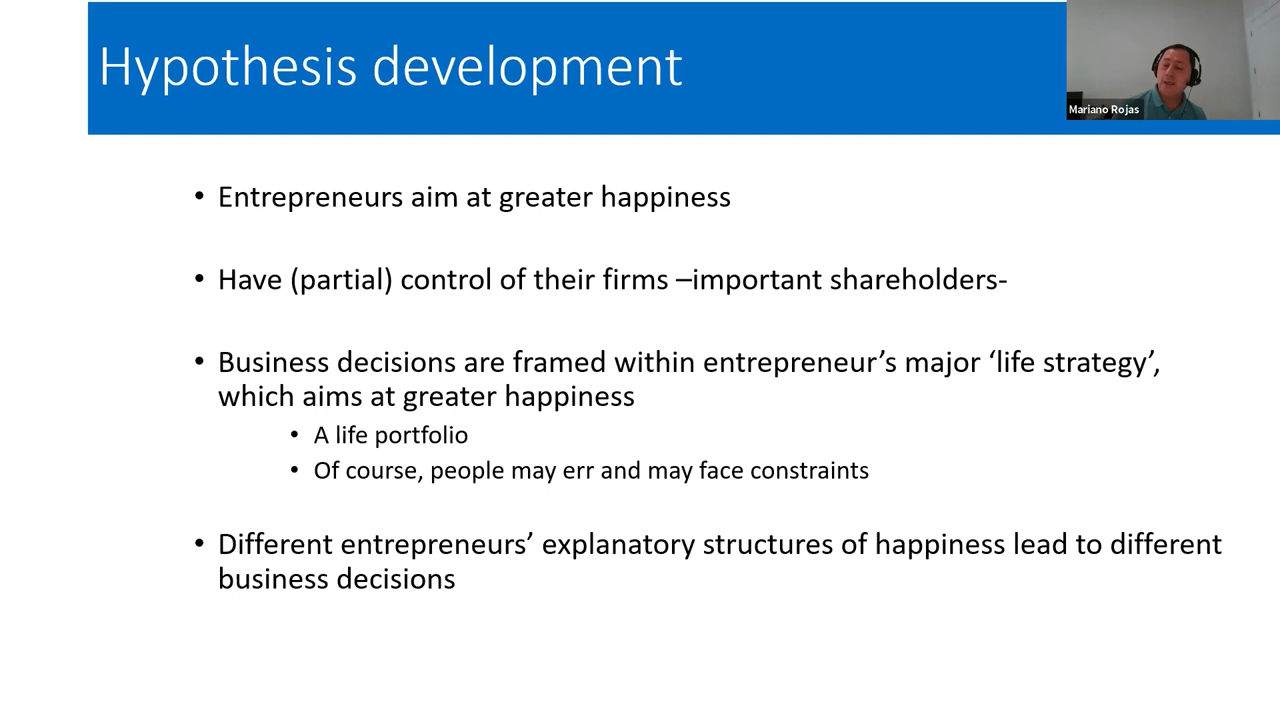 Hypothesis development
Mariano Rojas
• Entrepreneurs aim at greater happiness
• Have (partial) control of their firms –important shareholders-
• Business decisions are framed within entrepreneur’s major ‘life strategy’,
which aims at greater happiness
• A life portfolio
• Of course, people may err and may face constraints
• Different entrepreneurs’ explanatory structures of happiness lead to different
business decisions